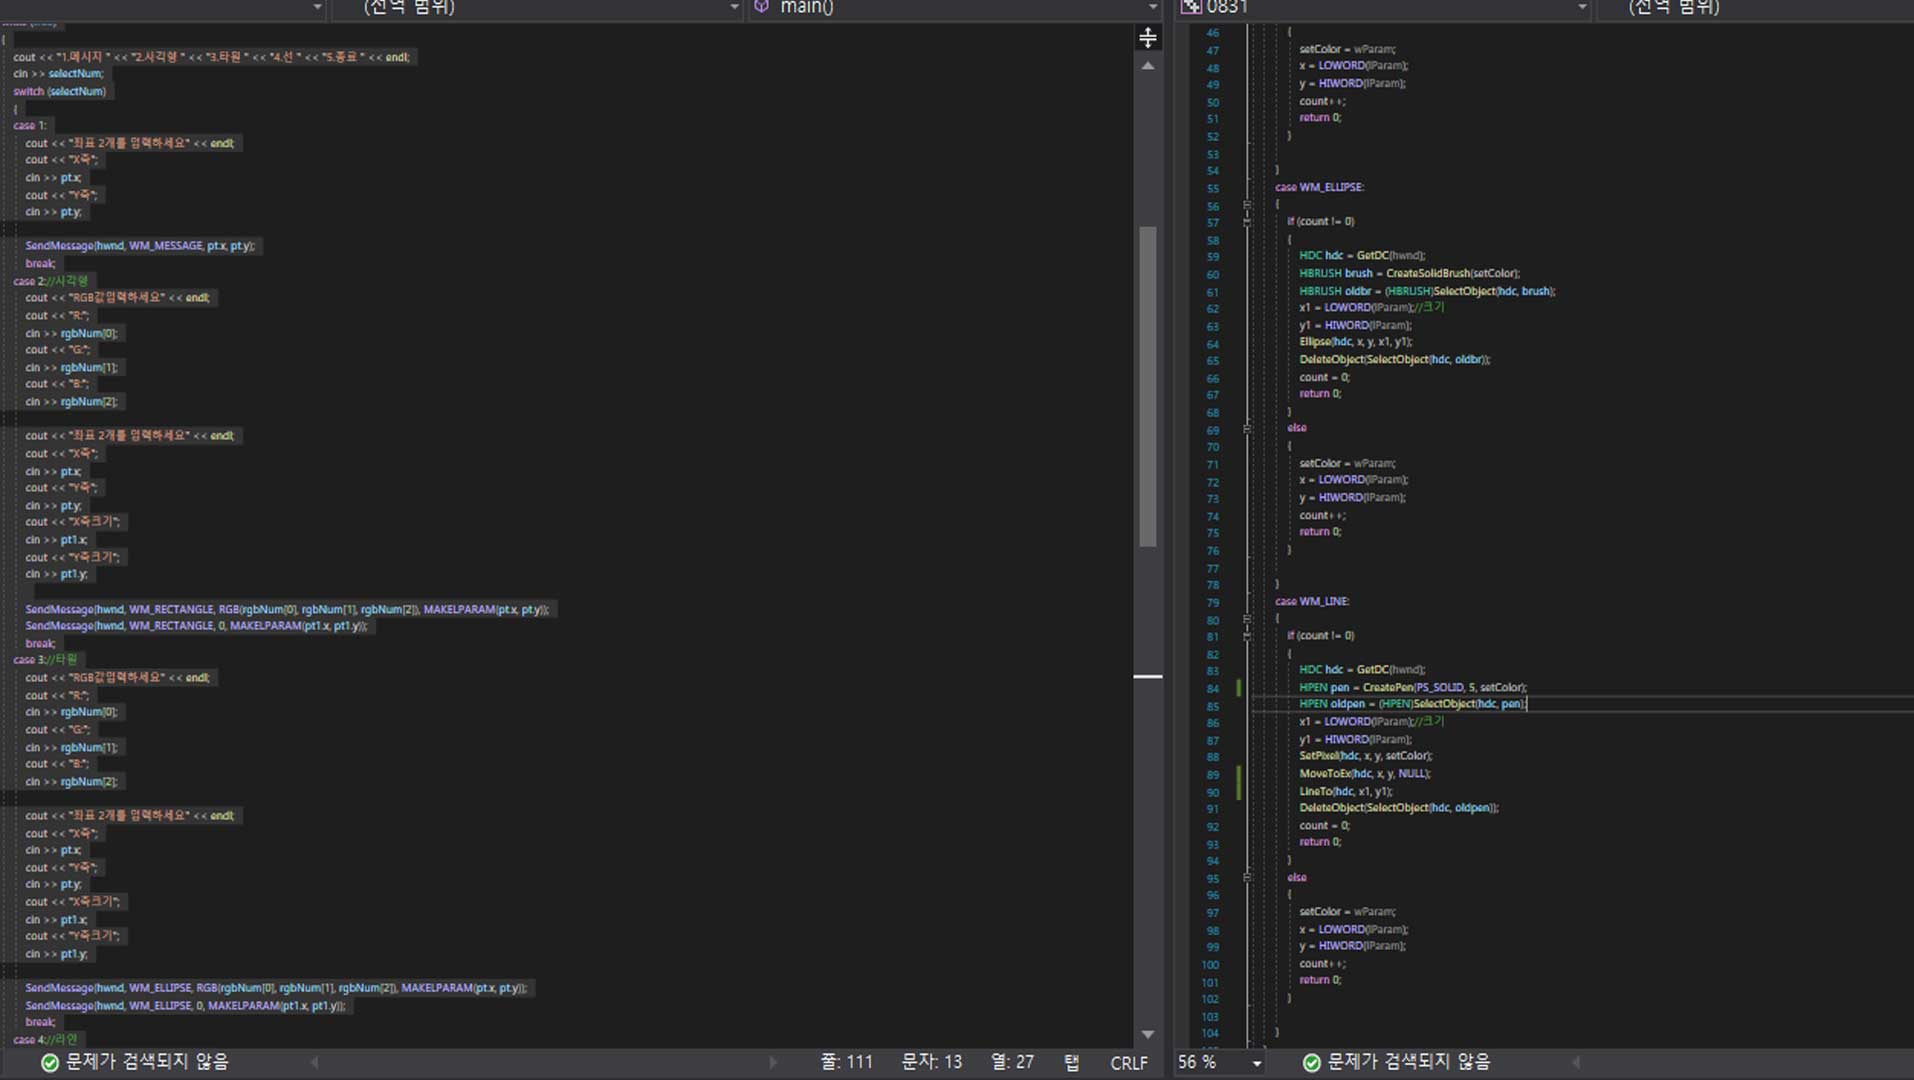 (전역 범위)
main()
{
cout << "1.메시지 " << "2.사각형 " << "3.타원 " << "4.선 " << "5.종료 " << endl;
cin >> selectNum;
switch (selectNum)
{
case 1:
cout << "좌표 2개를 입력하세요" << endl;
cout << "X축";
cin >> pt.x;
cout << "Y축";
cin >> pt.y;
SendMessage(hwnd, WM_MESSAGE, pt.x, pt.y);
break;
case 2://사각형
cout << "RGB값입력하세요" << endl;
cout << "R:";
cin >> rgbNum[0];
cout << "G:";
cin >> rgbNum[1];
cout << "B:";
cin >> rgbNum[2];
cout << "좌표 2개를 입력하세요" << endl;
cout << "X축";
cin >> pt.x;
cout << "Y축";
cin >> pt.y;
cout << "X축크기";
cin >> pt1.x;
cout << "Y축크기";
cin >> pt1.y;
SendMessage(hwnd, WM_RECTANGLE, RGB(rgbNum[0], rgbNum[1], rgbNum[2]), MAKELPARAM(pt.x, pt.y));
SendMessage(hwnd, WM_RECTANGLE, 0, MAKELPARAM(pt1.x, pt1.y));
break;
case 3://타원
cout << "RGB값입력하세요" << endl;
cout << "R:";
cin >> rgbNum[0];
cout << "G:";
cin >> rgbNum[1];
cout << "B:";
cin >> rgbNum[2];
cout << "좌표 2개를 입력하세요" << endl;
cout << "X축";
cin >> pt.x;
cout << "Y축";
cin >> pt.y;
cout << "X축크기";
cin >> pt1.x;
cout << "Y축크기";
cin >> pt1.y;
SendMessage(hwnd, WM_ELLIPSE, RGB(rgbNum[0], rgbNum[1], rgbNum[2]), MAKELPARAM(pt.x, pt.y));
SendMessage(hwnd, WM_ELLIPSE, 0, MAKELPARAM(pt1.x, pt1.y));
break;
case 4://라인
문제가 검색되지 않음
줄: 111 문자: 13 열: 27 탭 CRLF
0831
(전역 범위)
46 {
47 setColor = wParam;
48 x = LOWORD(lParam);
49 y = HIWORD(lParam);
50 count++;
51 return 0;
52 }
53
54 }
55 case WM_ELLIPSE:
56 {
57 if (count != 0)
58 {
59 HDC hdc = GetDC(hwnd);
60 HBRUSH brush = CreateSolidBrush(setColor);
61 HBRUSH oldbr = (HBRUSH)SelectObject(hdc, brush);
62 x1 = LOWORD(lParam);//크기
63 y1 = HIWORD(lParam);
64 Ellipse(hdc, x, y, x1, y1);
65 DeleteObject(SelectObject(hdc, oldbr));
66 count = 0;
67 return 0;
68 }
69 else
70 {
71 setColor = wParam;
72 x = LOWORD(lParam);
73 y = HIWORD(lParam);
74 count++;
75 return 0;
76 }
77
78 }
79 case WM_LINE:
80 {
81 if (count != 0)
82 {
83 HDC hdc = GetDC(hwnd);
84 HPEN pen = CreatePen(PS_SOLID, 5, setColor);
85 HPEN oldpen = (HPEN)SelectObject(hdc, pen);
86 x1 = LOWORD(lParam);//크기
87 y1 = HIWORD(lParam);
88 SetPixel(hdc, x, y, setColor);
89 MoveToEx(hdc, x, y, NULL);
90 LineTo(hdc, x1, y1);
91 DeleteObject(SelectObject(hdc, oldpen));
92 count = 0;
93 return 0;
94 }
95 else
96 {
97 setColor = wParam;
98 x = LOWORD(lParam);
99 y = HIWORD(lParam);
100 count++;
101 return 0;
102 }
103
104 }
56 %
문제가 검색되지 않음